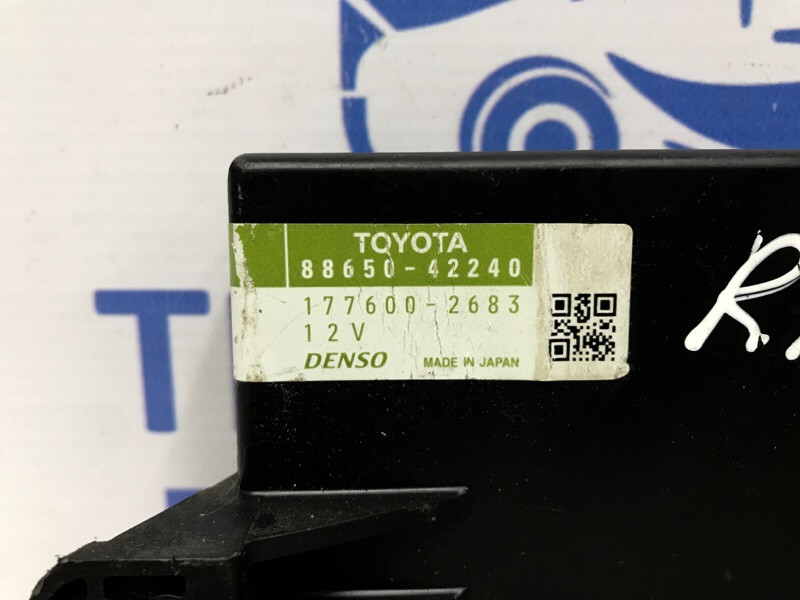 TOYOTA
88650-42240
177600-2683
12V
DENSO MADE IN JAPAN
R.
T